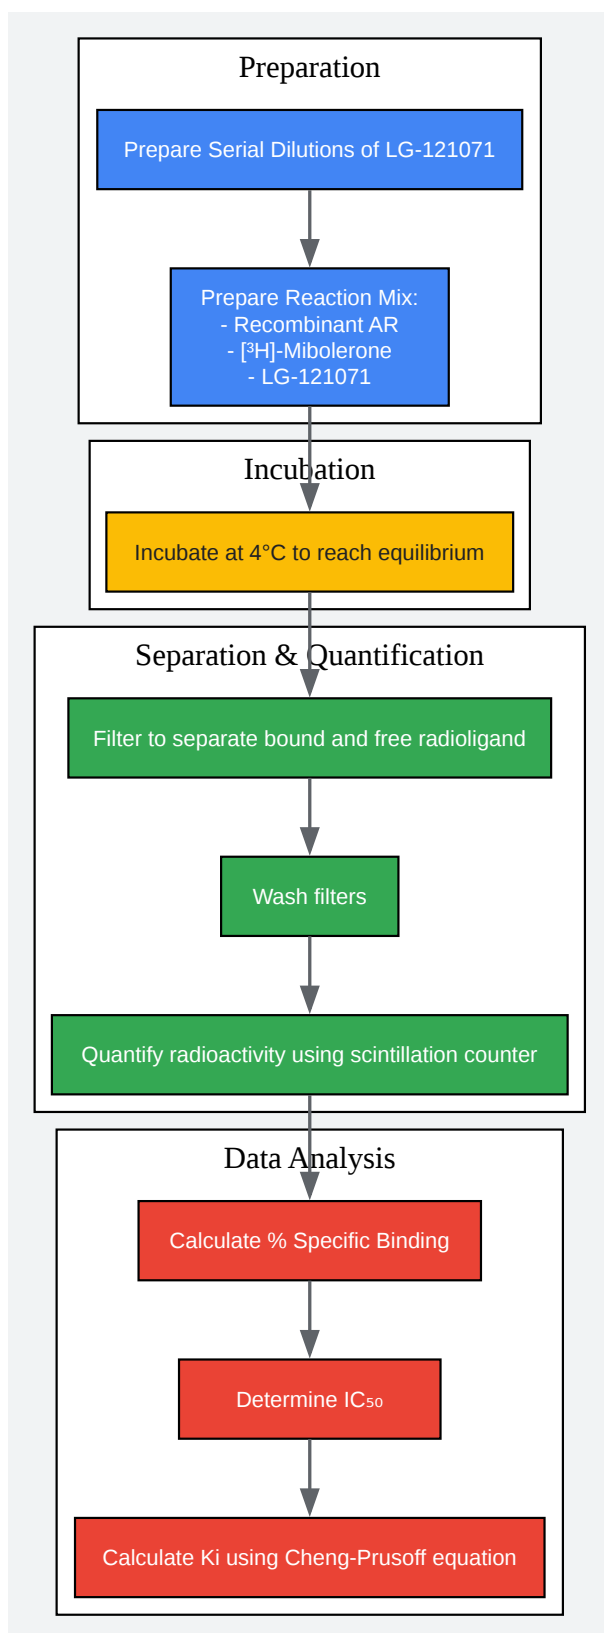 Preparation
Prepare Serial Dilutions of LG-121071
Prepare Reaction Mix:
- Recombinant AR
- [³H]-Mibolerone
- LG-121071
Incubation
Incubate at 4°C to reach equilibrium
Separation & Quantification
Filter to separate bound and free radioligand
Wash filters
Quantify radioactivity using scintillation counter
Data Analysis
Calculate % Specific Binding
Determine IC₅₀
Calculate Ki using Cheng-Prusoff equation